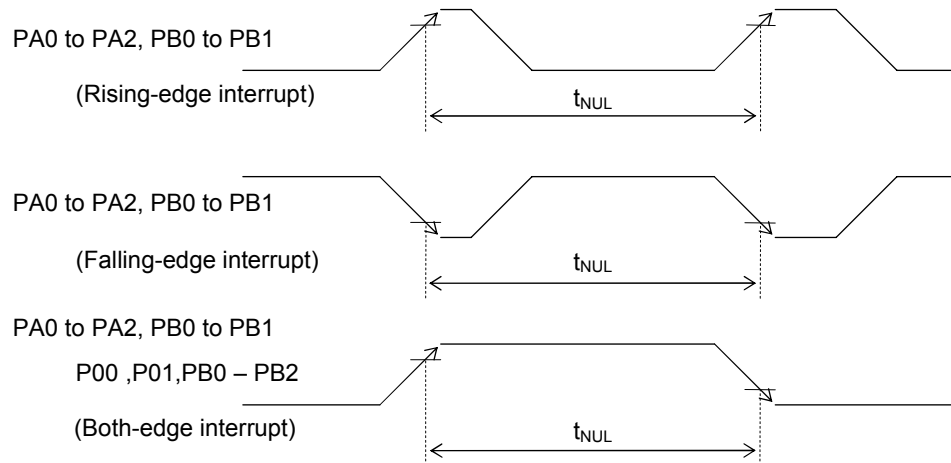 PA0 to PA2, PB0 to PB1
(Rising-edge interrupt)
tNUL
PA0 to PA2, PB0 to PB1
(Falling-edge interrupt)
tNUL
PA0 to PA2, PB0 to PB1
P00 ,P01,PB0 – PB2
(Both-edge interrupt)
tNUL